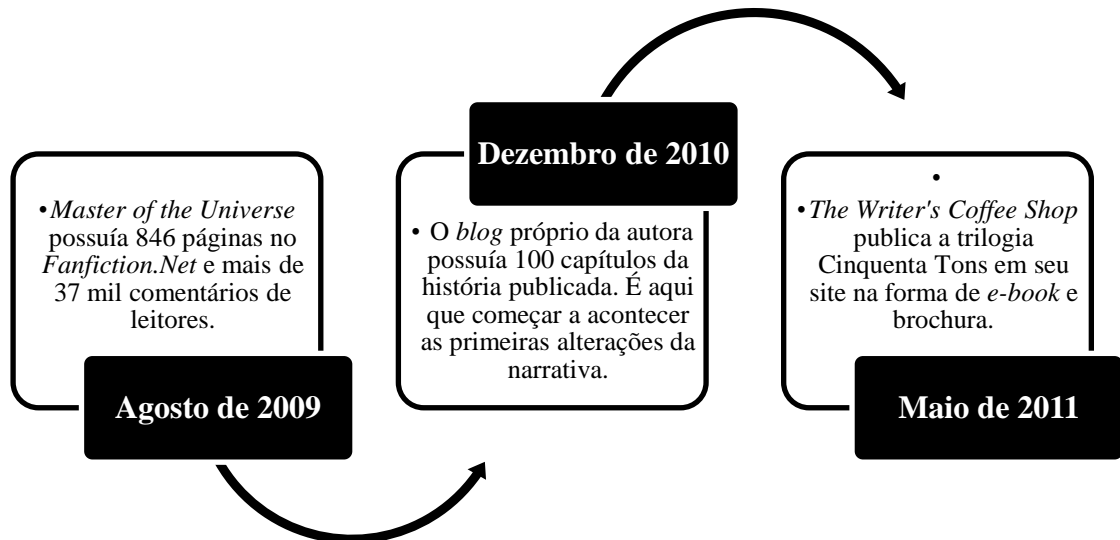 •Master of the Universe
possuía 846 páginas no
Fanfiction.Net e mais de
37 mil comentários de
leitores.
Agosto de 2009
Dezembro de 2010
• O blog próprio da autora
possuía 100 capítulos da
história publicada. É aqui
que começar a acontecer
as primeiras alterações da
narrativa.
•
•The Writer's Coffee Shop
publica a trilogia
Cinquenta Tons em seu
site na forma de e-book e
brochura.
Maio de 2011